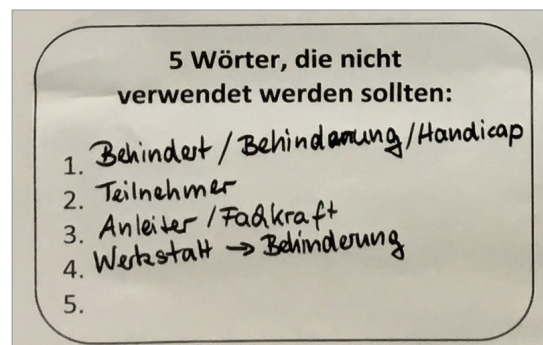 5 Wörter, die nicht
verwendet werden sollten:
1. Behindert / Behinderung / Handicap
2. Teilnehmer
3. Anleiter / Fachkraft
4. Werkstatt → Behinderung
5.